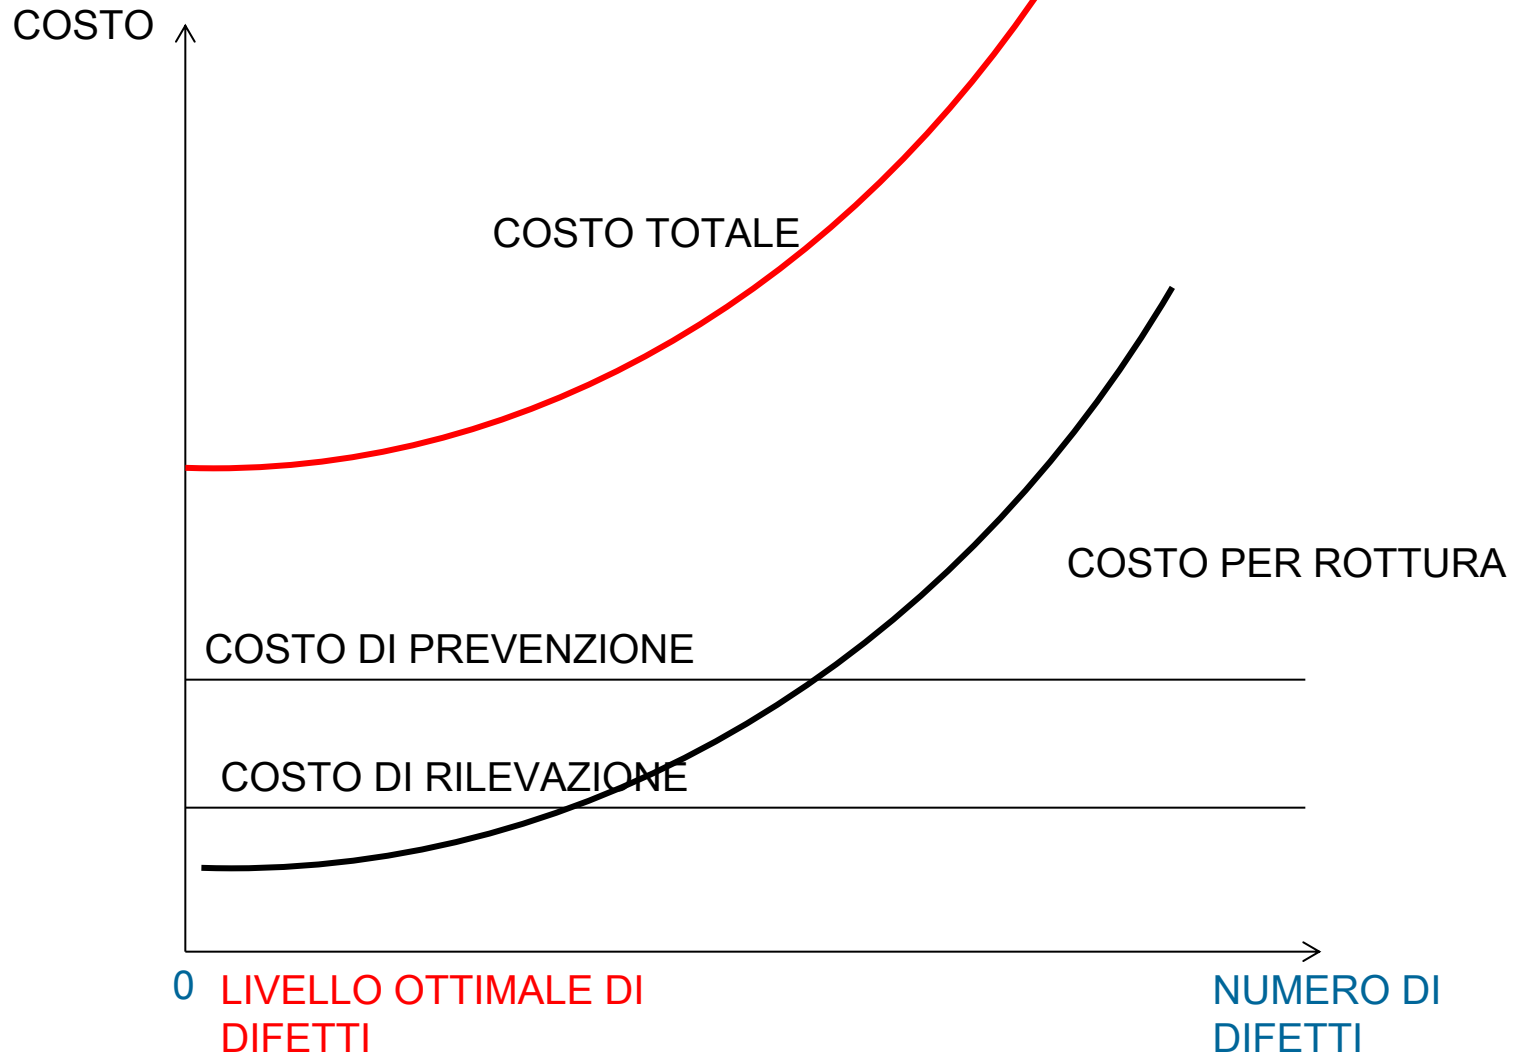 COSTO
COSTO TOTALE
COSTO PER ROTTURA
COSTO DI PREVENZIONE
COSTO DI RILEVAZIONE
0
LIVELLO OTTIMALE DI
DIFETTI
NUMERO DI
DIFETTI